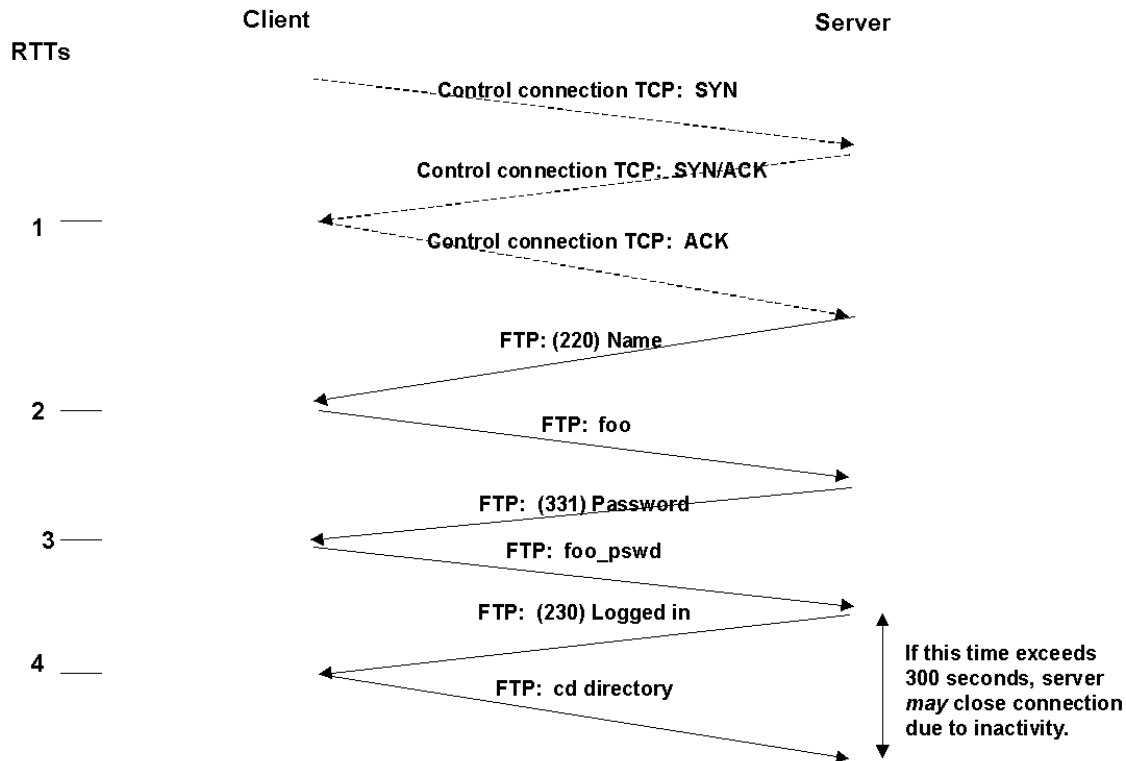 Client
Server
RTTs
Control connection TCP: SYN
Control connection TCP: SYN/ACK
1
Control connection TCP: ACK
FTP: (220) Name
2
FTP: foo
FTP: (331) Password
3
FTP: foo_pswd
FTP: (230) Logged in
4
FTP: cd directory
If this time exceeds
300 seconds, server
may close connection
due to inactivity.